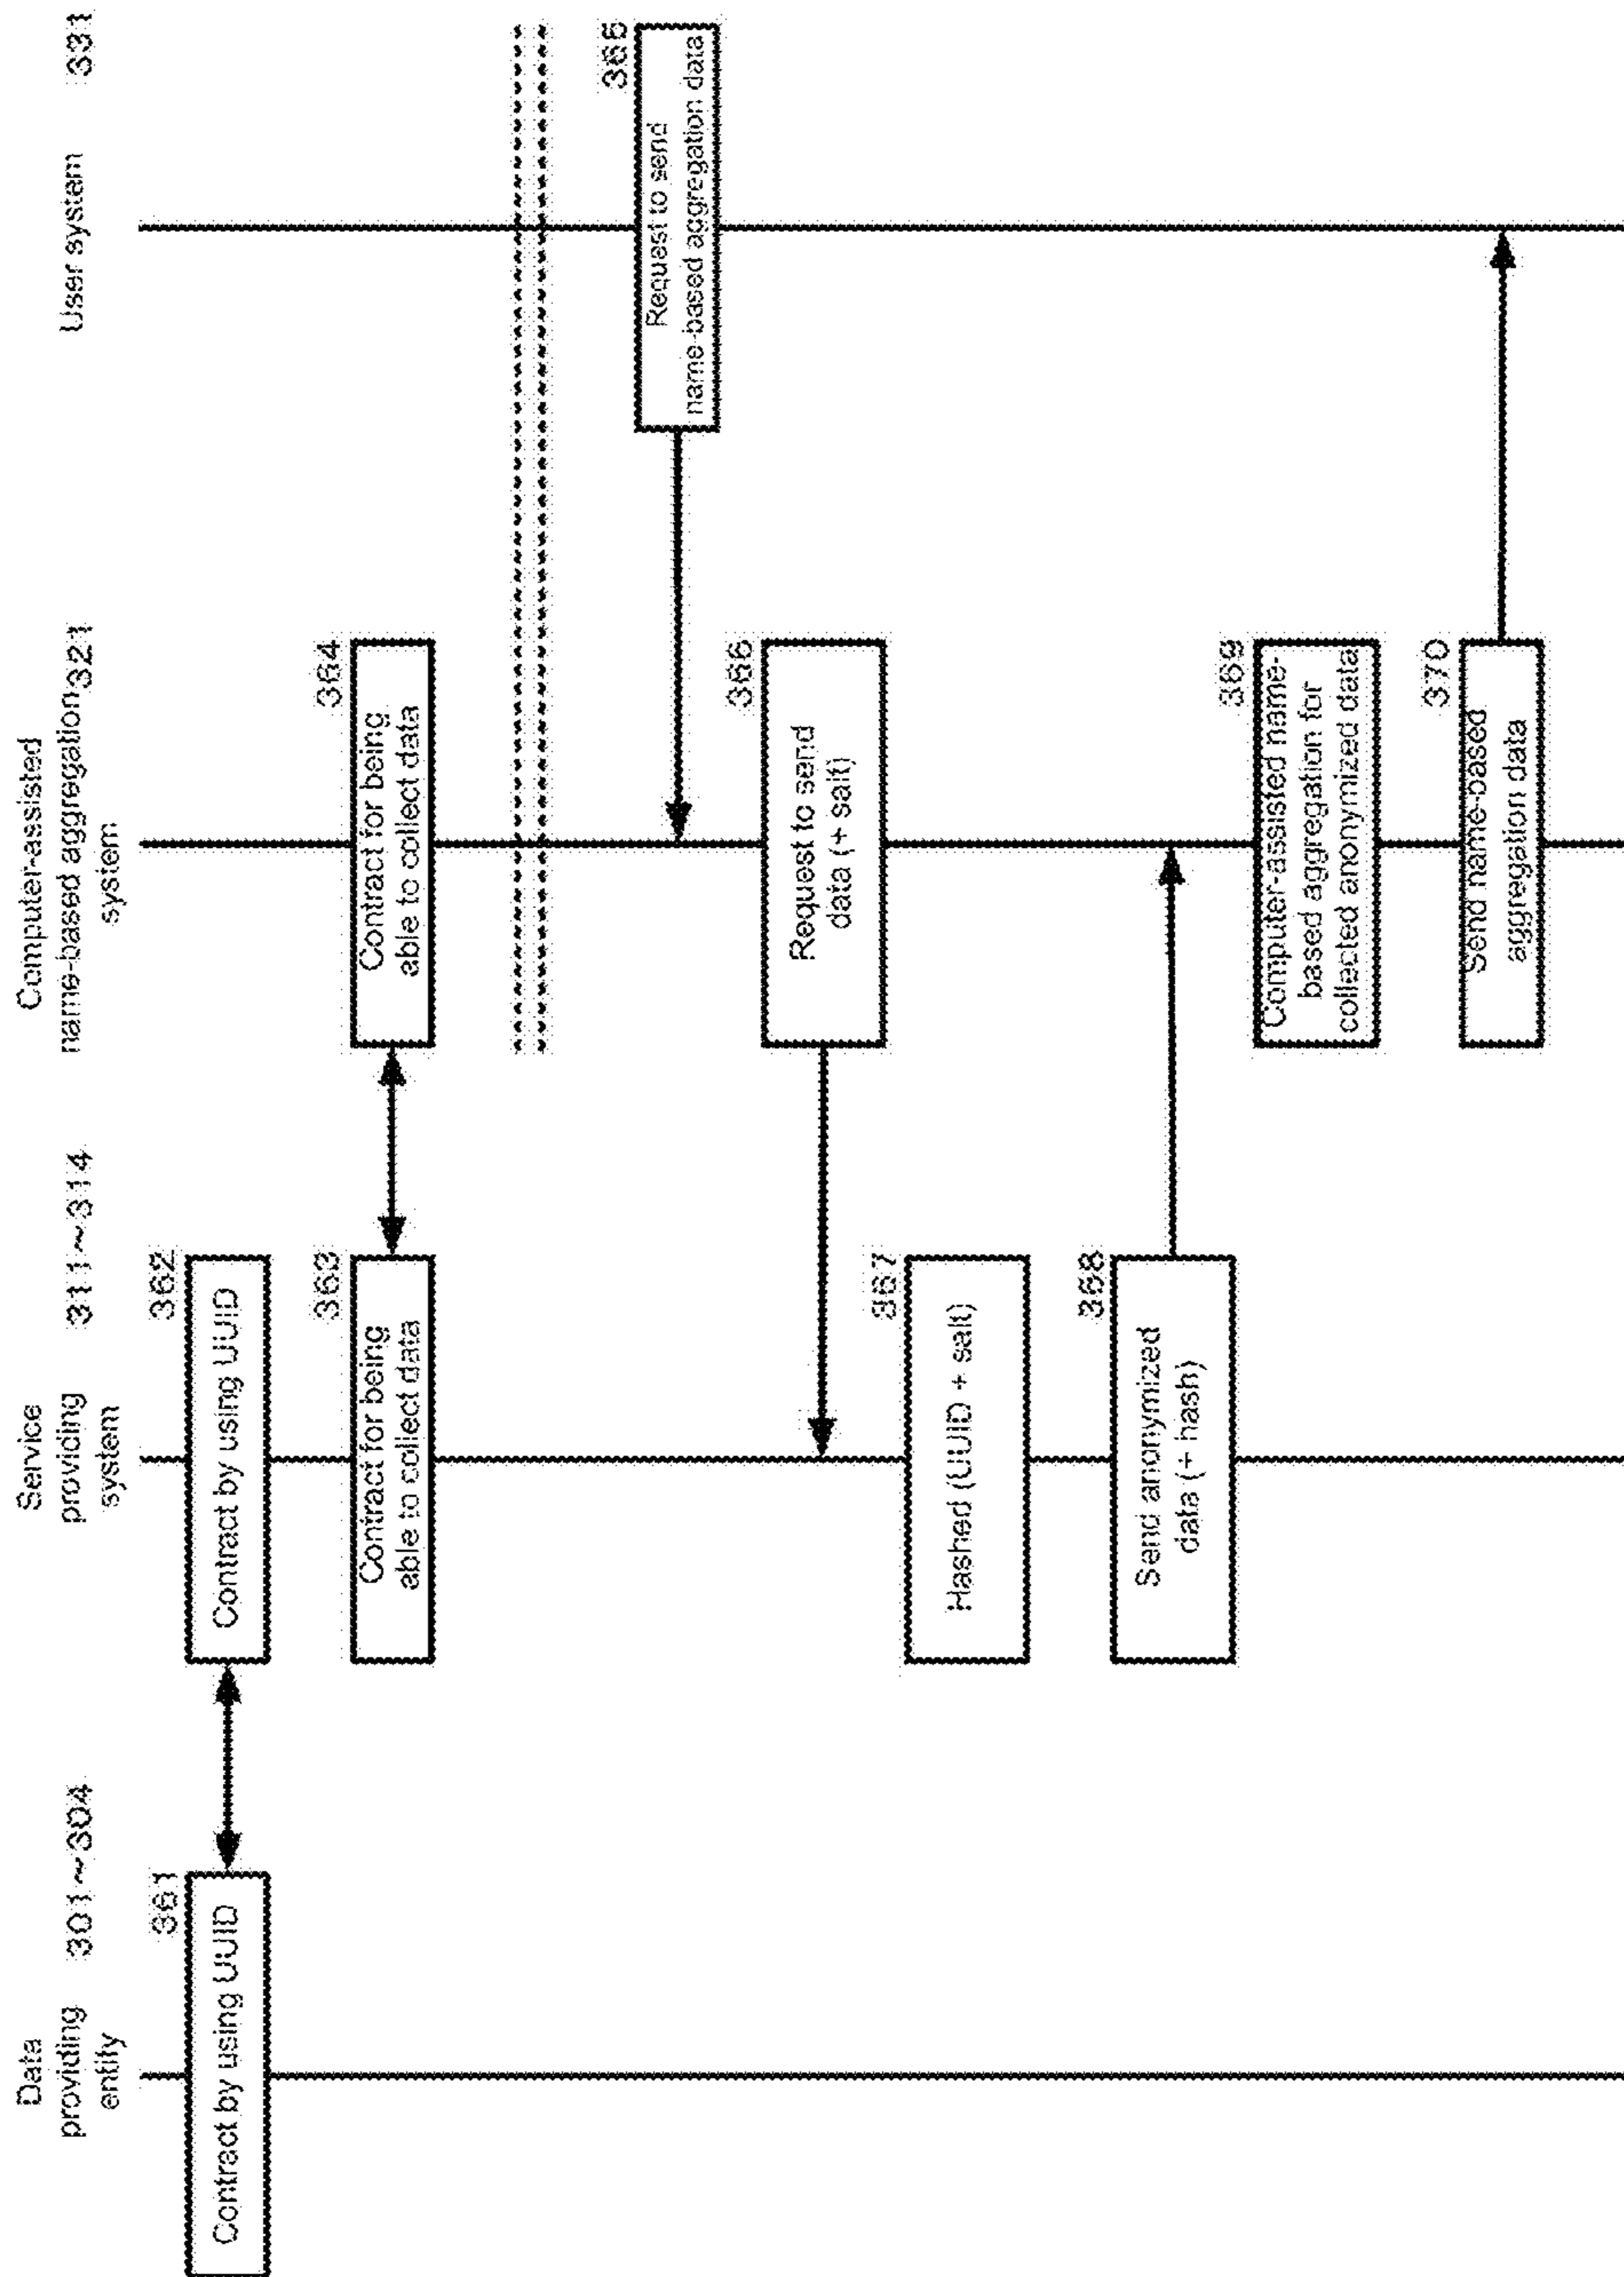 Data
providing
entity
301~304
Service
providing
system
311~314
Computer-assisted
name-based aggregation
system
321
User system
331
361
Contract by using UUID
362
Contract by using UUID
363
Contract for being
able to collect data
364
Contract for being
able to collect data
365
Request to send
name-based aggregation data
366
Request to send
data (+ salt)
367
Hashed (UUID + salt)
368
Send anonymized
data (+ hash)
369
Computer-assisted name-
based aggregation for
collected anonymized data
370
Send name-based
aggregation data